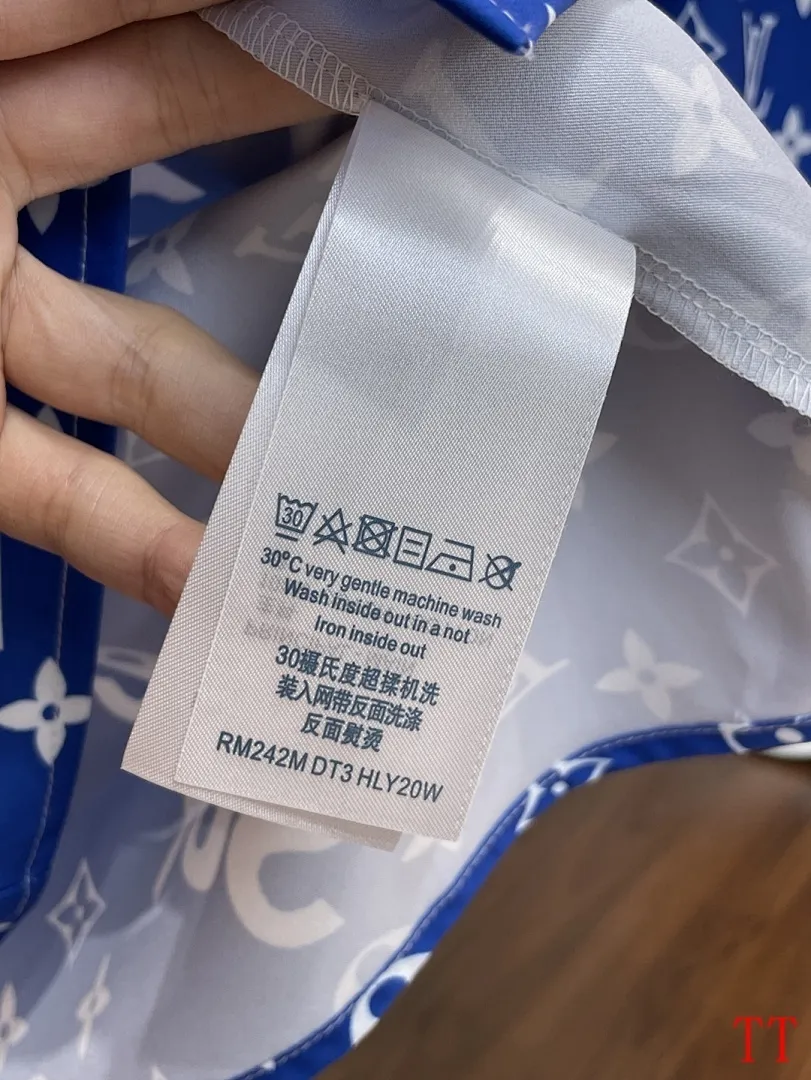 30
30°C very gentle machine wash
Wash inside out in a not
Iron inside out
30摄氏度超揉机洗
装入网带反面洗涤
反面熨烫
RM242M DT3 HLY20W
TT